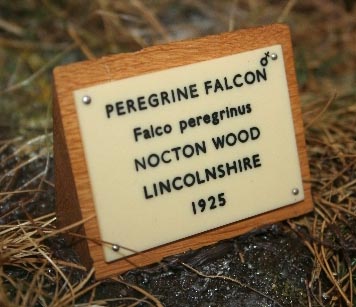 PEREGRINE FALCON♂
Falco peregrinus
NOCTON WOOD
LINCOLNSHIRE
1925